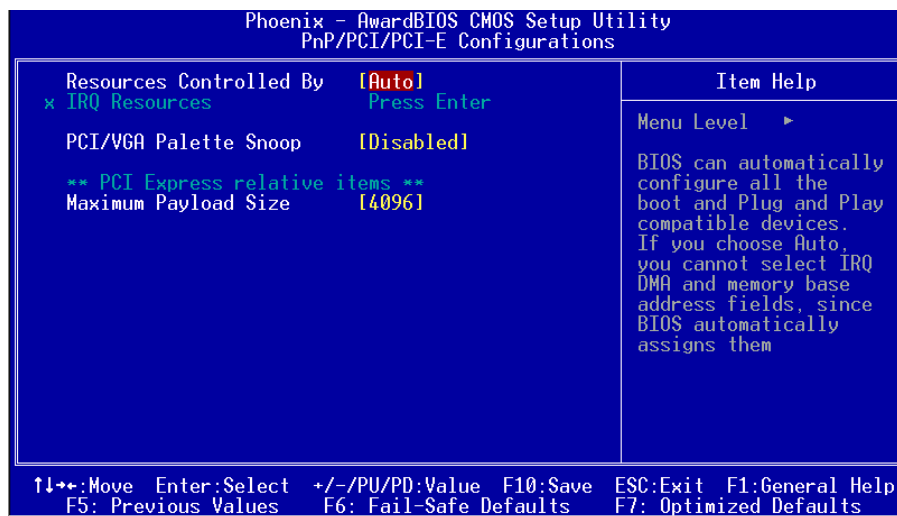 Phoenix - AwardBIOS CMOS Setup Utility
PnP/PCI/PCI-E Configurations
Resources Controlled By [Auto]
x IRQ Resources Press Enter
PCI/VGA Palette Snoop [Disabled]
** PCI Express relative items **
Maximum Payload Size [4096]
Item Help
Menu Level ►
BIOS can automatically
configure all the
boot and Plug and Play
compatible devices.
If you choose Auto,
you cannot select IRQ
DMA and memory base
address fields, since
BIOS automatically
assigns them
↑↓→←:Move Enter:Select +/-/PU/PD:Value F10:Save ESC:Exit F1:General Help
F5: Previous Values F6: Fail-Safe Defaults F7: Optimized Defaults